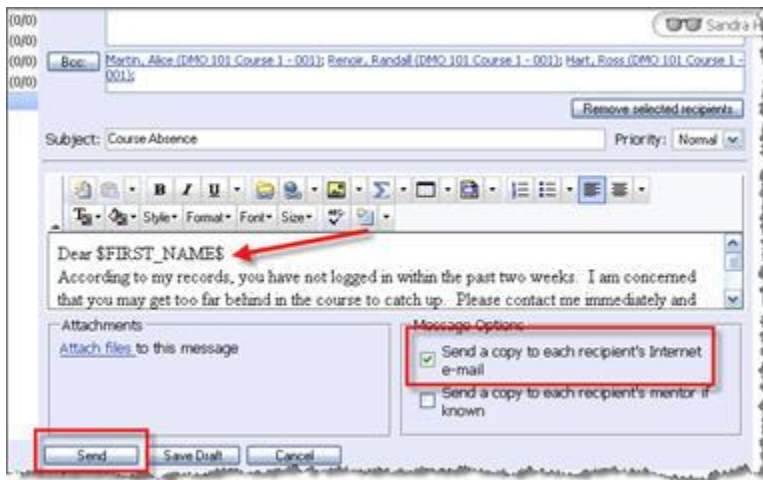 (0/0)
(0/0)
(0/0)
(0/0)
Sandra H
Bcc: Martin, Alice (DMO 101 Course 1 - 001); Renoir, Randall (DMO 101 Course 1 - 001); Hart, Ross (DMO 101 Course 1 -
001);
Remove selected recipients
Subject: Course Absence Priority: Normal
B I U
Style Format Font Size ABC
Dear $FIRST_NAME$
According to my records, you have not logged in within the past two weeks. I am concerned
that you may get too far behind in the course to catch up. Please contact me immediately and
Attachments
Attach files to this message
Message Options
Send a copy to each recipient's Internet
e-mail
Send a copy to each recipient's mentor if
known
Send Save Draft Cancel